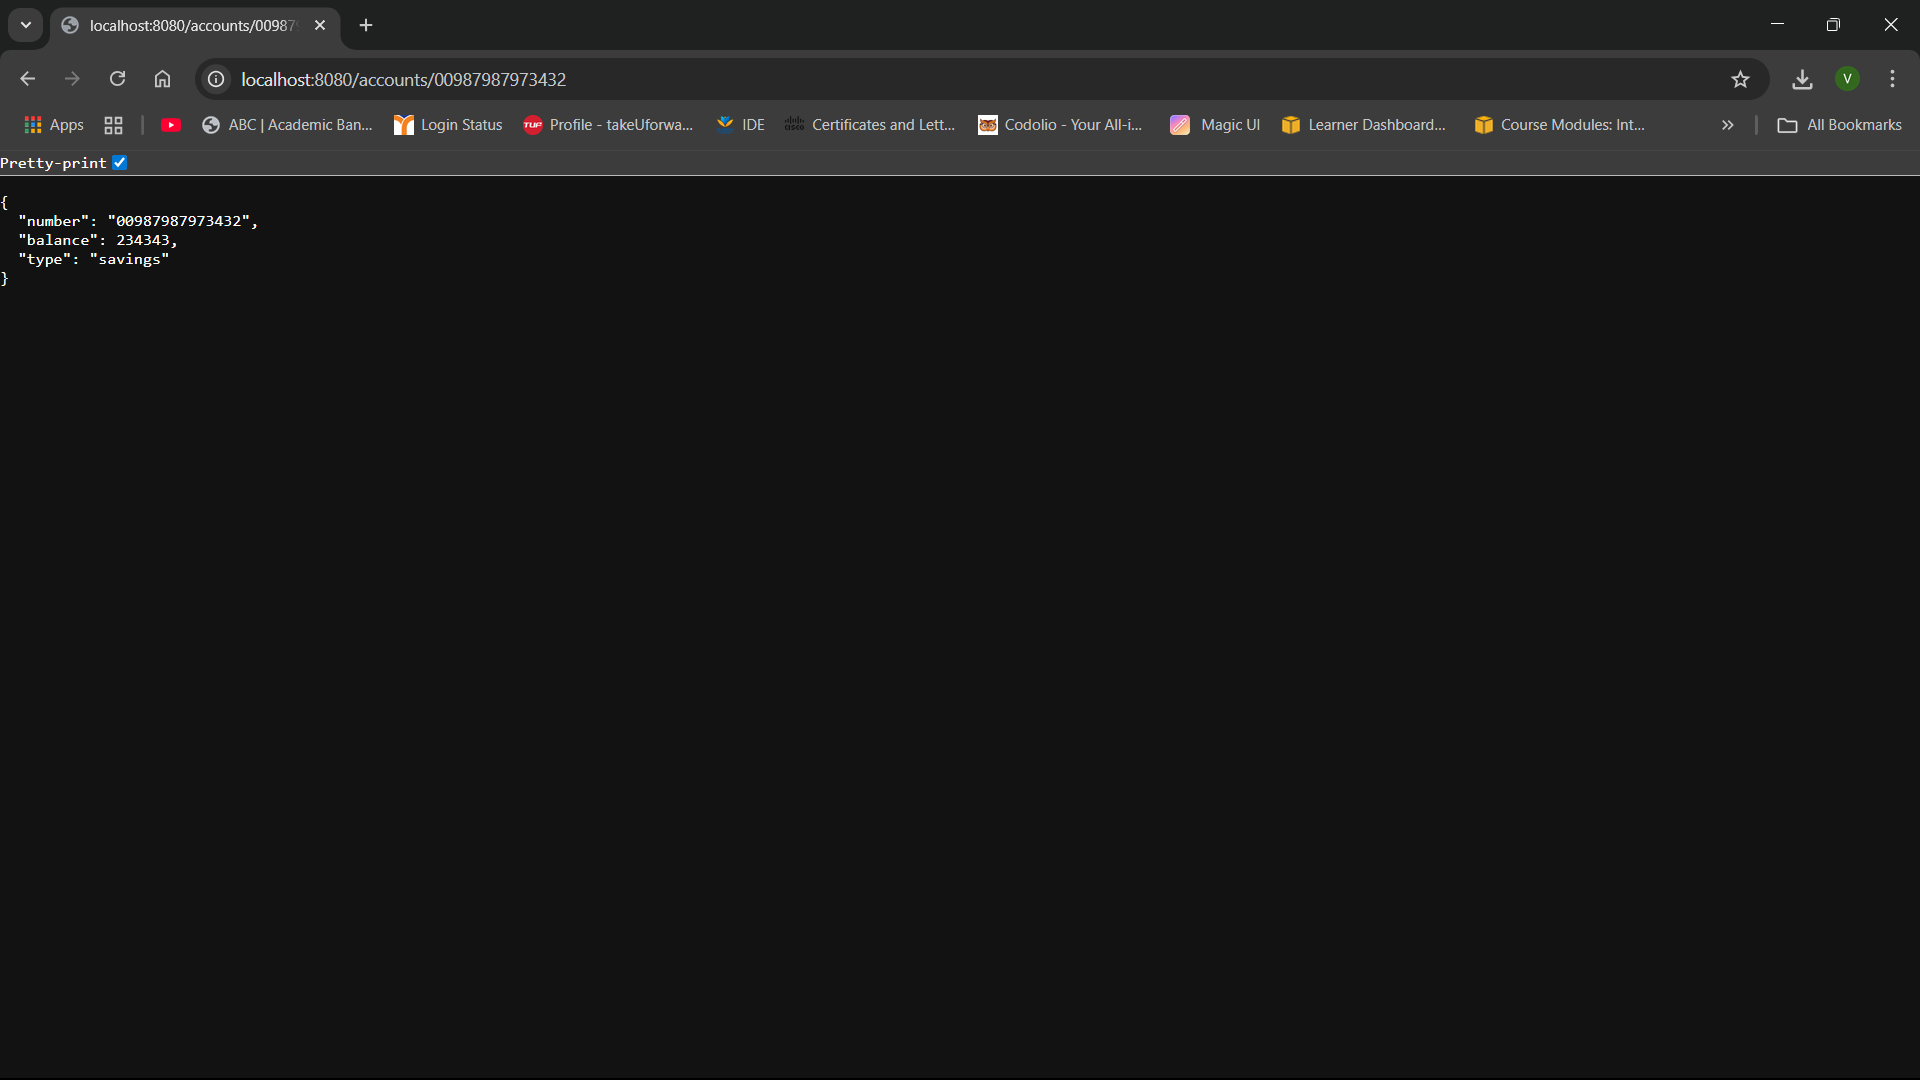 localhost:8080/accounts/00987
localhost:8080/accounts/00987987973432
V
Apps
ABC | Academic Ban...
Login Status
TUF
Profile - takeUforwa...
IDE
cisco
Certificates and Lett...
Codolio - Your All-i...
Magic UI
Learner Dashboard...
Course Modules: Int...
All Bookmarks
Pretty-print
{
"number": "00987987973432",
"balance": 234343,
"type": "savings"
}